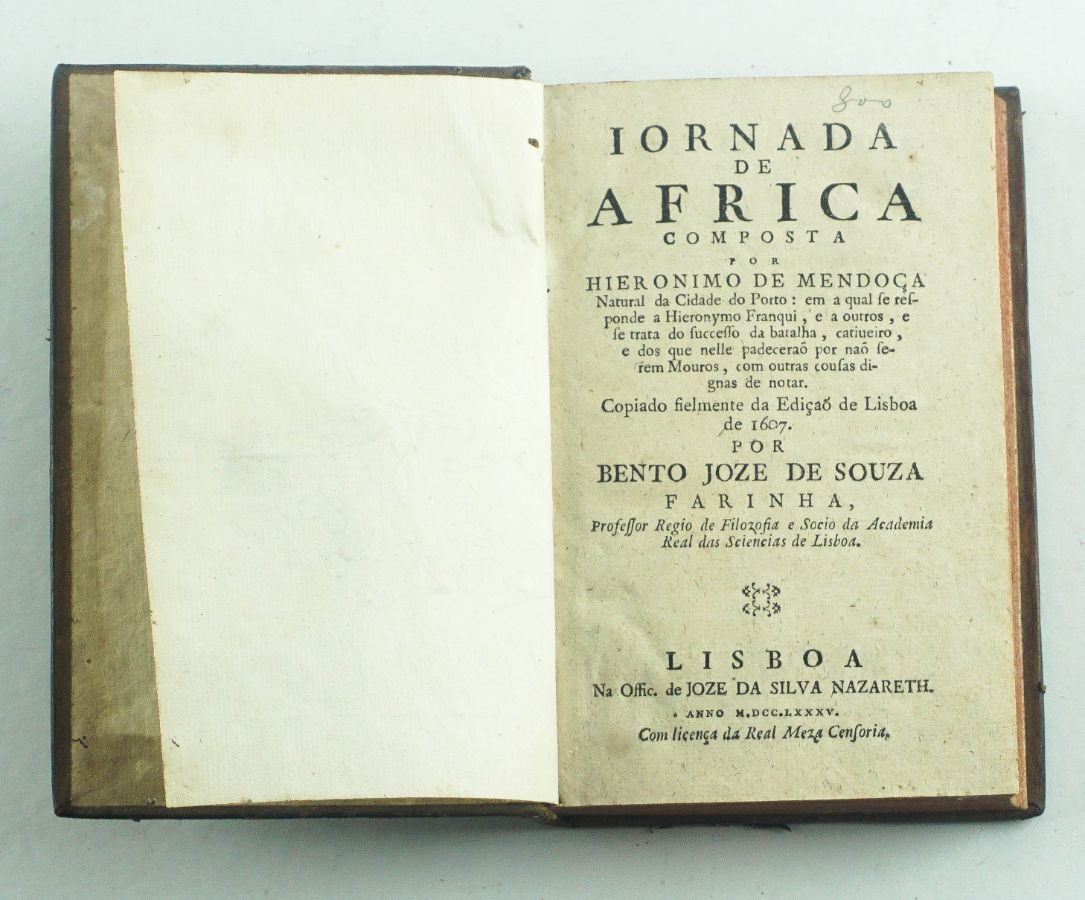 800
IORNADA
DE
AFRICA
COMPOSTA
POR
HIERONIMO DE MENDOÇA
Natural da Cidade do Porto : em a qual ſe reſ-
ponde a Hieronymo Franqui , e a outros , e
ſe trata do ſucceſſo da batalha , catiueiro ,
e dos que nelle padeceraõ por naõ ſe-
rem Mouros , com outras couſas di-
gnas de notar.
Copiado fielmente da Ediçaõ de Lisboa
de 1607.
POR
BENTO JOZE DE SOUZA
FARINHA,
Profeſſor Regio de Filozofia e Socio da Academia
Real das Sciencias de Lisboa.
LISBOA
Na Offic. de JOZE DA SILVA NAZARETH.
ANNO M.DCC.LXXXV.
Com licença da Real Meza Cenſoria.